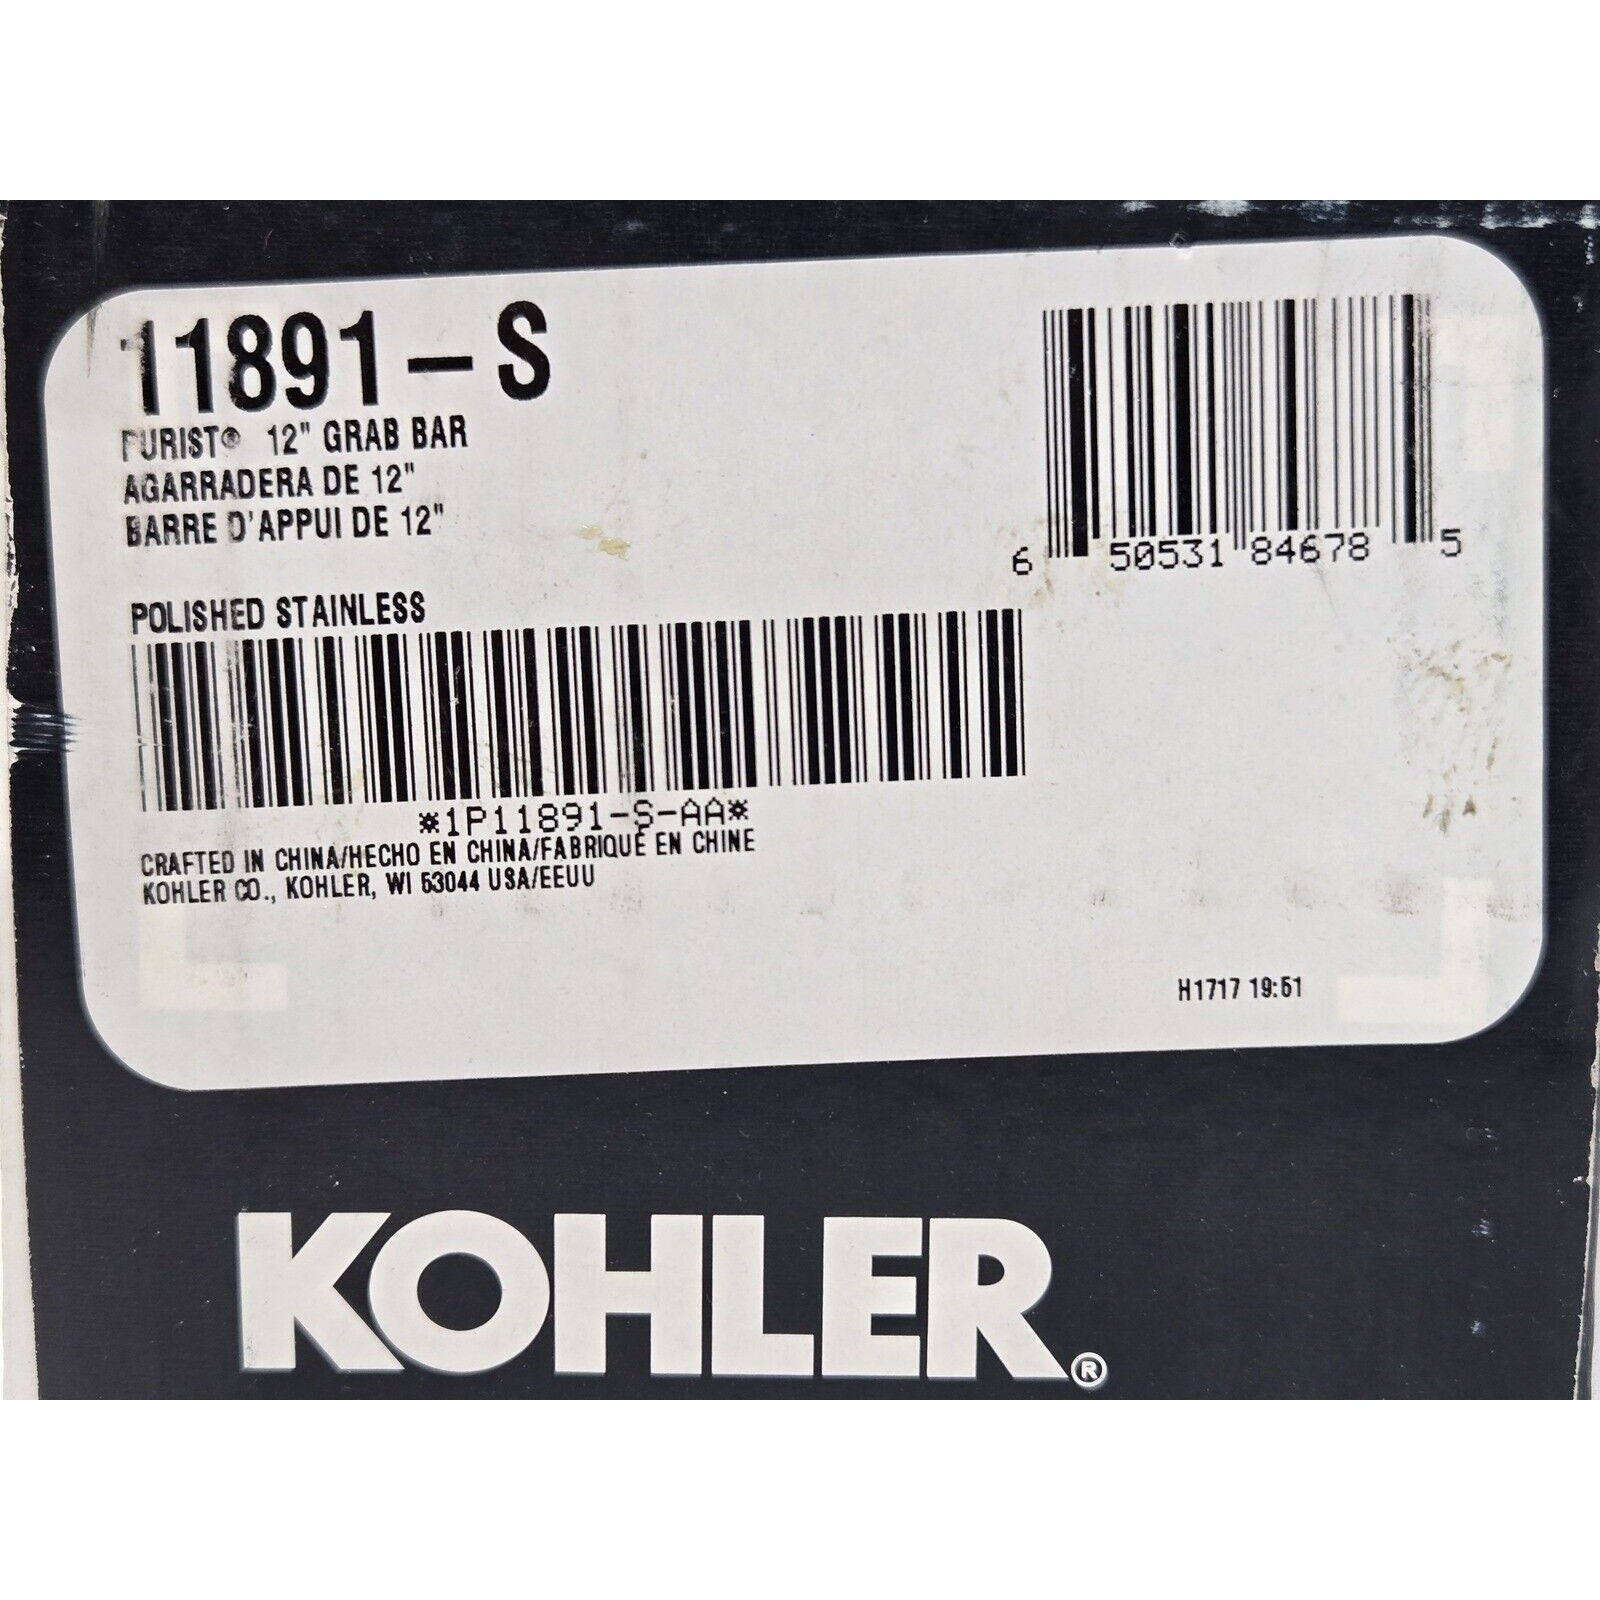 11891-S
PURIST® 12" GRAB BAR
AGARRADERA DE 12"
BARRE D'APPUI DE 12"
POLISHED STAINLESS
6 50531 84678 5
*1P11891-S-AA*
CRAFTED IN CHINA/HECHO EN CHINA/FABRIQUÉ EN CHINE
KOHLER CO., KOHLER, WI 53044 USA/EEUU
H1717 19:51
KOHLER®